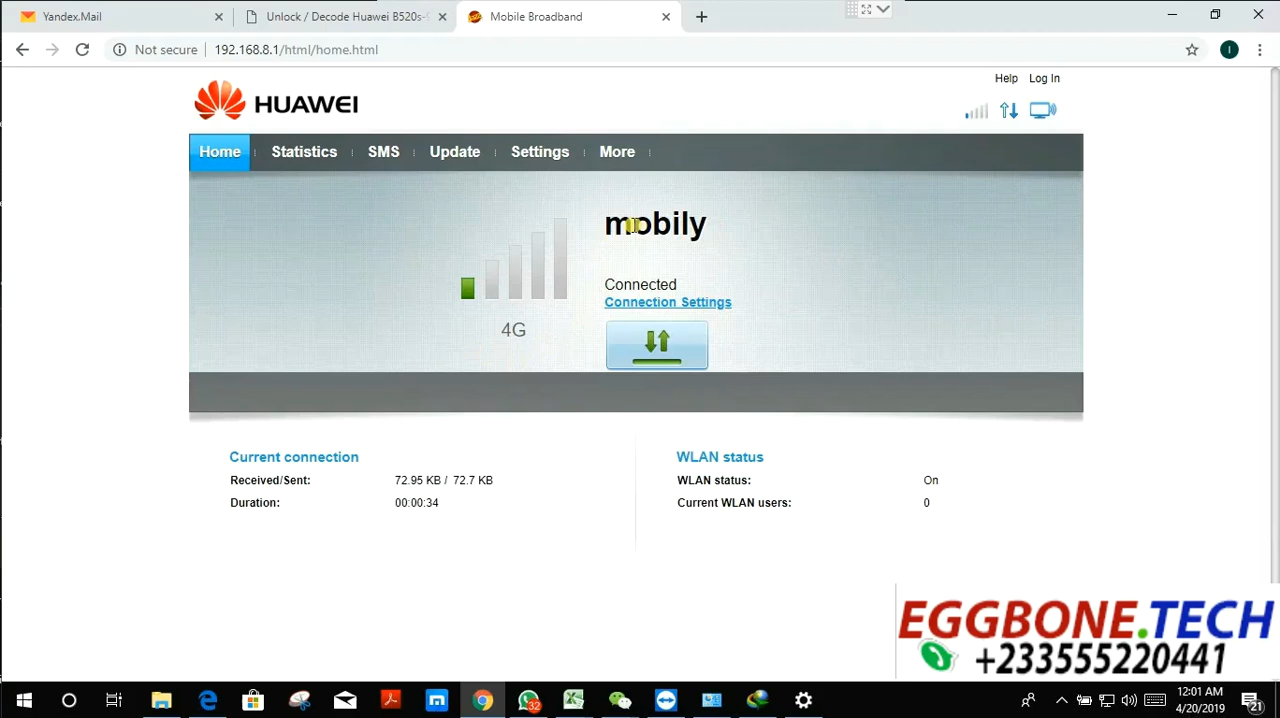 Yandex.Mail
Unlock / Decode Huawei B520s-
Mobile Broadband
Not secure
192.168.8.1/html/home.html
I
Help
Log In
HUAWEI
Home
Statistics
SMS
Update
Settings
More
mobily
Connected
Connection Settings
4G
Current connection
Received/Sent: 72.95 KB / 72.7 KB
Duration: 00:00:34
WLAN status
WLAN status: On
Current WLAN users: 0
EGGBONE.TECH
+233555220441
32
12:01 AM
4/20/2019
21